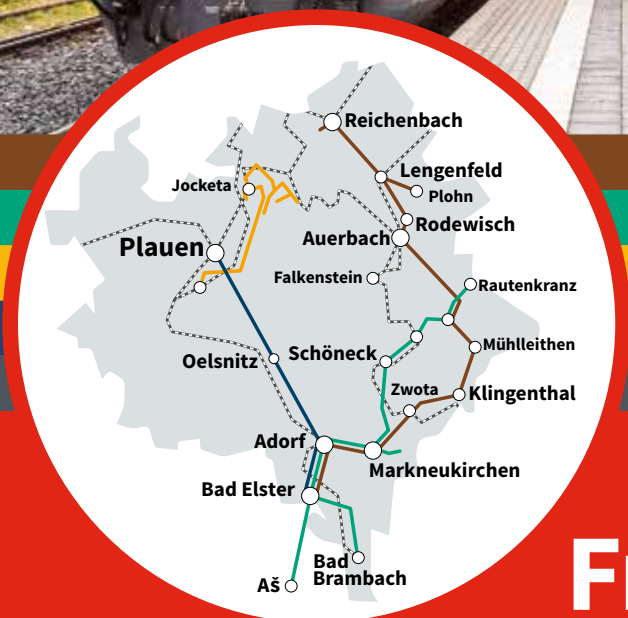 Reichenbach
Lengenfeld
Jocketa
Plohn
Rodewisch
Plauen
Auerbach
Falkenstein
Rautenkranz
Oelsnitz
Schöneck
Mühlleithen
Zwota
Klingenthal
Adorf
Markneukirchen
Bad Elster
Bad
Brambach
Aš